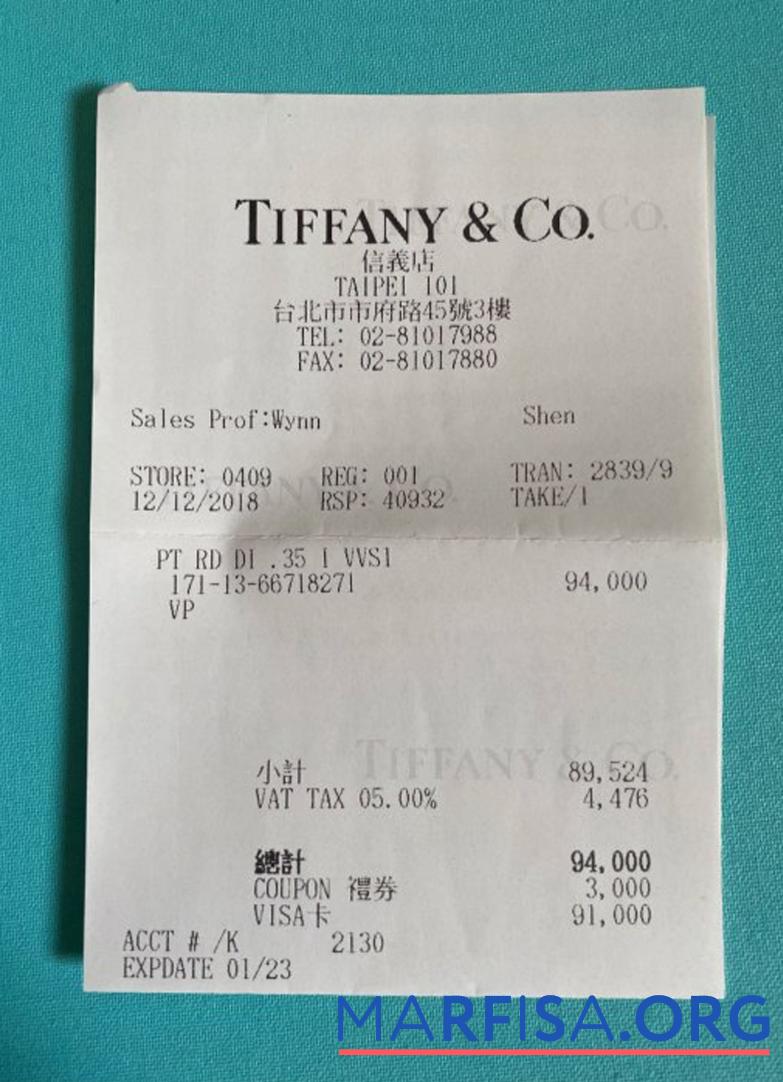 TIFFANY & CO.
信義店
TAIPEI 101
台北市市府路45號3樓
TEL: 02-81017988
FAX: 02-81017880
Sales Prof:Wynn Shen
STORE: 0409 REG: 001 TRAN: 2839/9
12/12/2018 RSP: 40932 TAKE/1
PT RD DI .35 I VVS1
171-13-66718271 94,000
VP
TIFFANY & CO.
小計 89,524
VAT TAX 05.00% 4,476
總計 94,000
COUPON 禮券 3,000
VISA卡 91,000
ACCT # /K 2130
EXPDATE 01/23
MARFISA.ORG